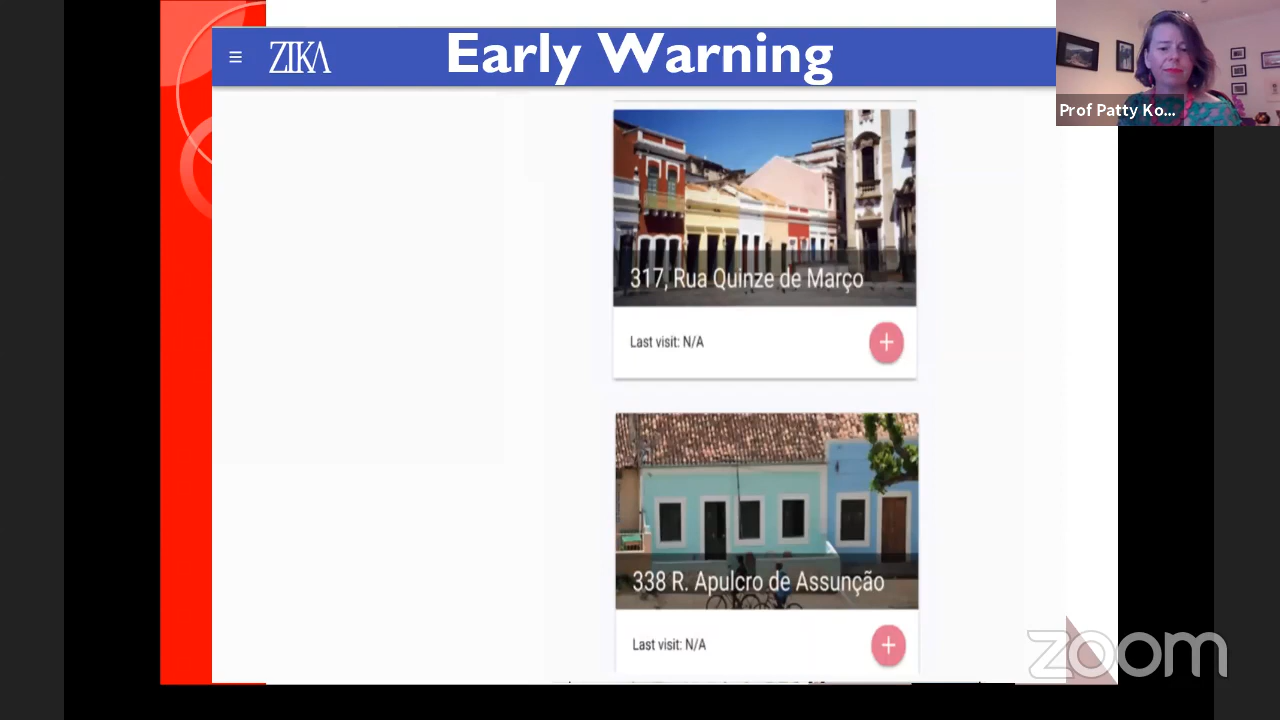 ZIKA
Early Warning
Prof Patty Ko...
317, Rua Quinze de Março
Last visit: N/A
+
338 R. Apulcro de Assunção
Last visit: N/A
+
zoom